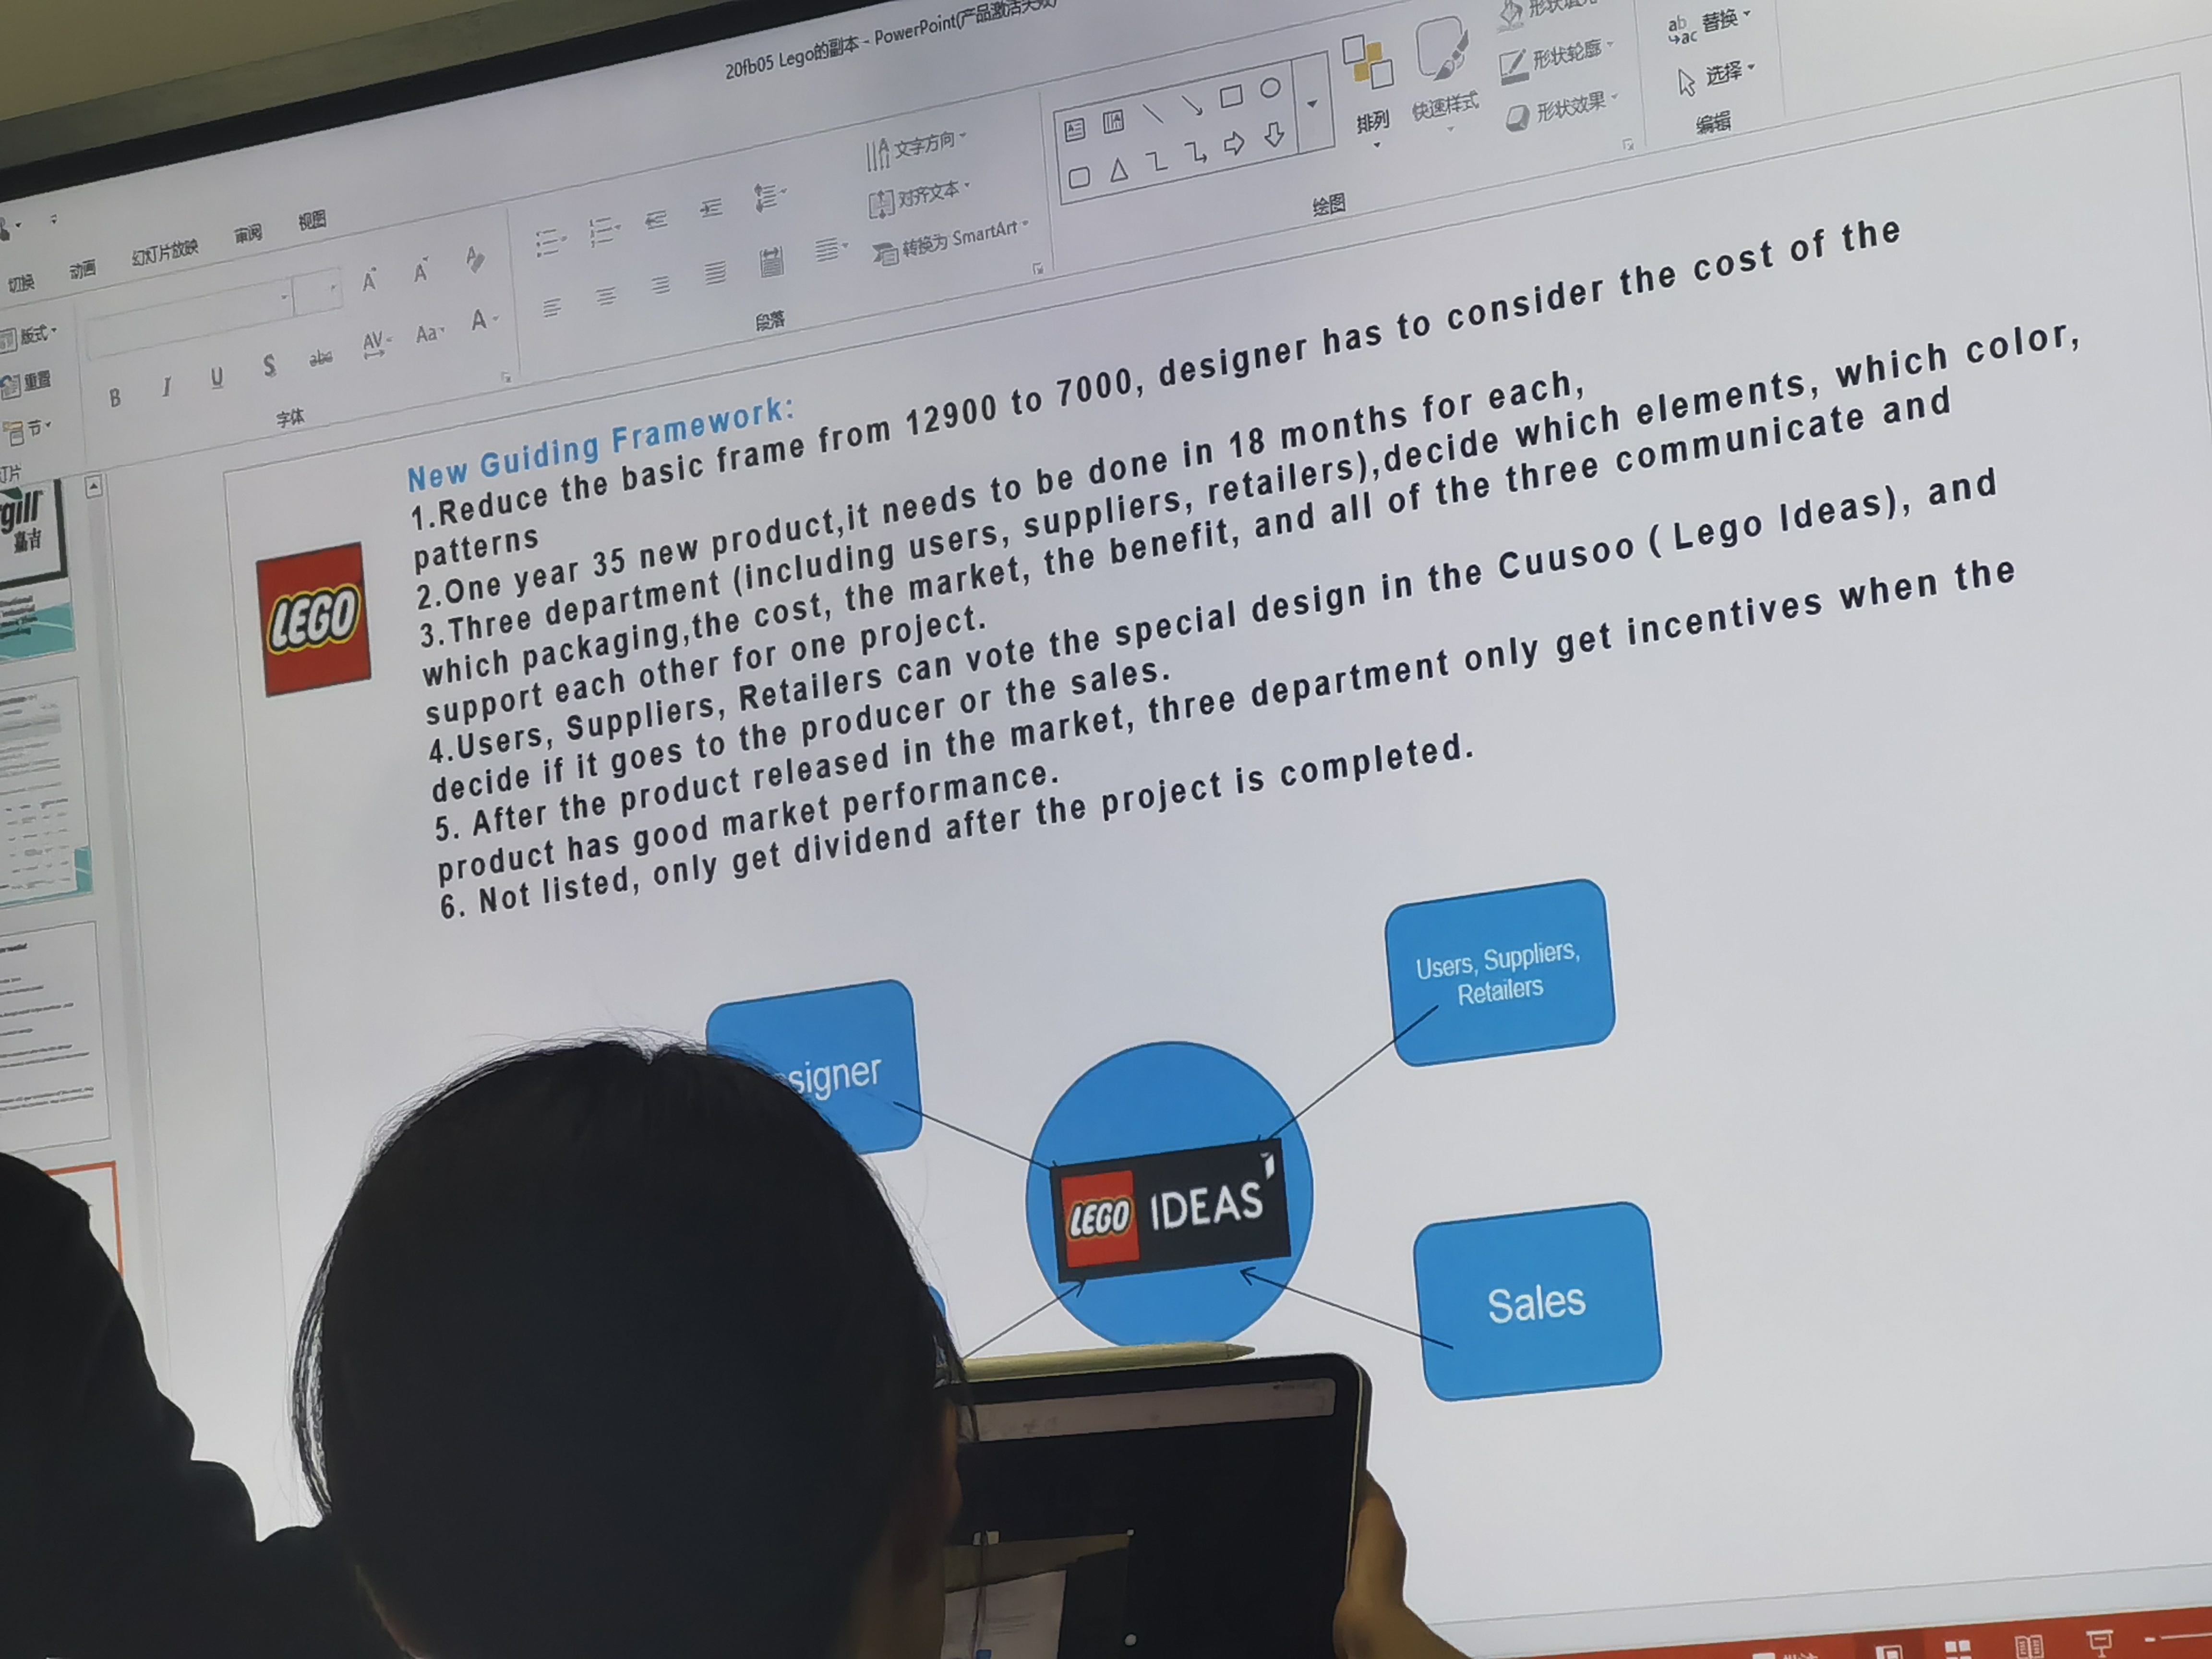 20fb05 Lego的副本 - PowerPoint(产品激活失败)
切换 动画 幻灯片放映 审阅 视图
版式
重置
节
B I U S abc AV Aa A
字体
文字方向
对齐文本
转换为 SmartArt
段落
排列
快速样式
形状轮廓
形状效果
绘图
替换
选择
编辑
嘉吉
LEGO
New Guiding Framework:
1.Reduce the basic frame from 12900 to 7000, designer has to consider the cost of the
patterns
2.One year 35 new product,it needs to be done in 18 months for each,
3.Three department (including users, suppliers, retailers),decide which elements, which color,
which packaging,the cost, the market, the benefit, and all of the three communicate and
support each other for one project.
4.Users, Suppliers, Retailers can vote the special design in the Cuusoo ( Lego Ideas), and
decide if it goes to the producer or the sales.
5. After the product released in the market, three department only get incentives when the
product has good market performance.
6. Not listed, only get dividend after the project is completed.
signer
Users, Suppliers,
Retailers
LEGO IDEAS
Sales